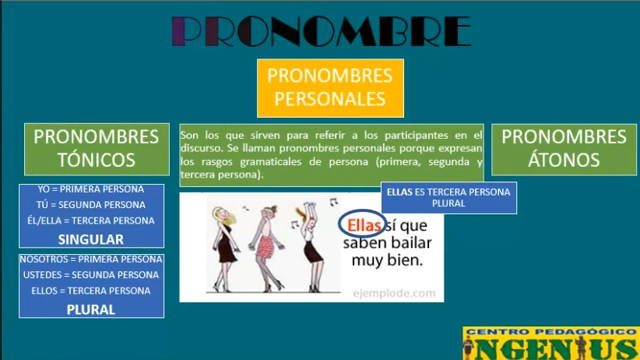 PRONOMBRE
PRONOMBRES
PERSONALES
PRONOMBRES
TÓNICOS
Son los que sirven para referir a los participantes en el
discurso. Se llaman pronombres personales porque expresan
los rasgos gramaticales de persona (primera, segunda y
tercera persona).
PRONOMBRES
ÁTONOS
YO = PRIMERA PERSONA
TÚ = SEGUNDA PERSONA
ÉL/ELLA = TERCERA PERSONA
SINGULAR
ELLAS ES TERCERA PERSONA
PLURAL
Ellas sí que
saben bailar
muy bien.
ejemplode.com
NOSOTROS = PRIMERA PERSONA
USTEDES = SEGUNDA PERSONA
ELLOS = TERCERA PERSONA
PLURAL
CENTRO PEDAGÓGICO
INGENIUS